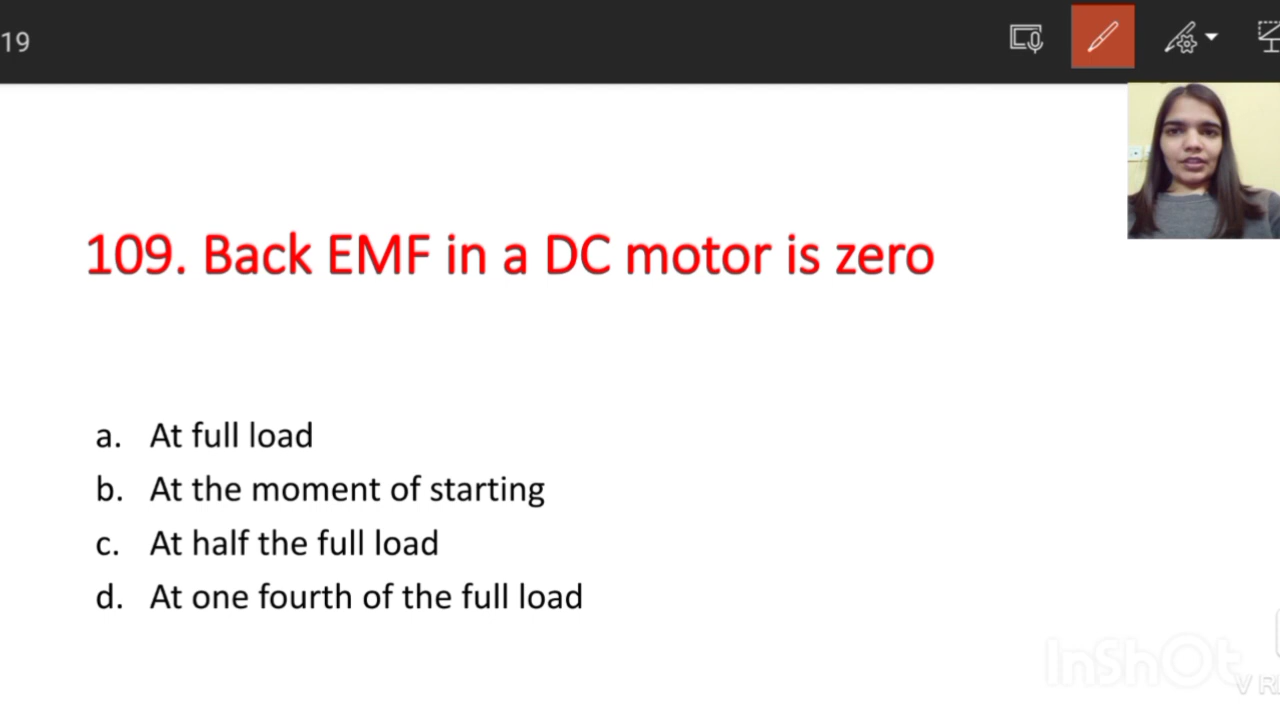 19
109. Back EMF in a DC motor is zero
a. At full load
b. At the moment of starting
c. At half the full load
d. At one fourth of the full load
InShOt